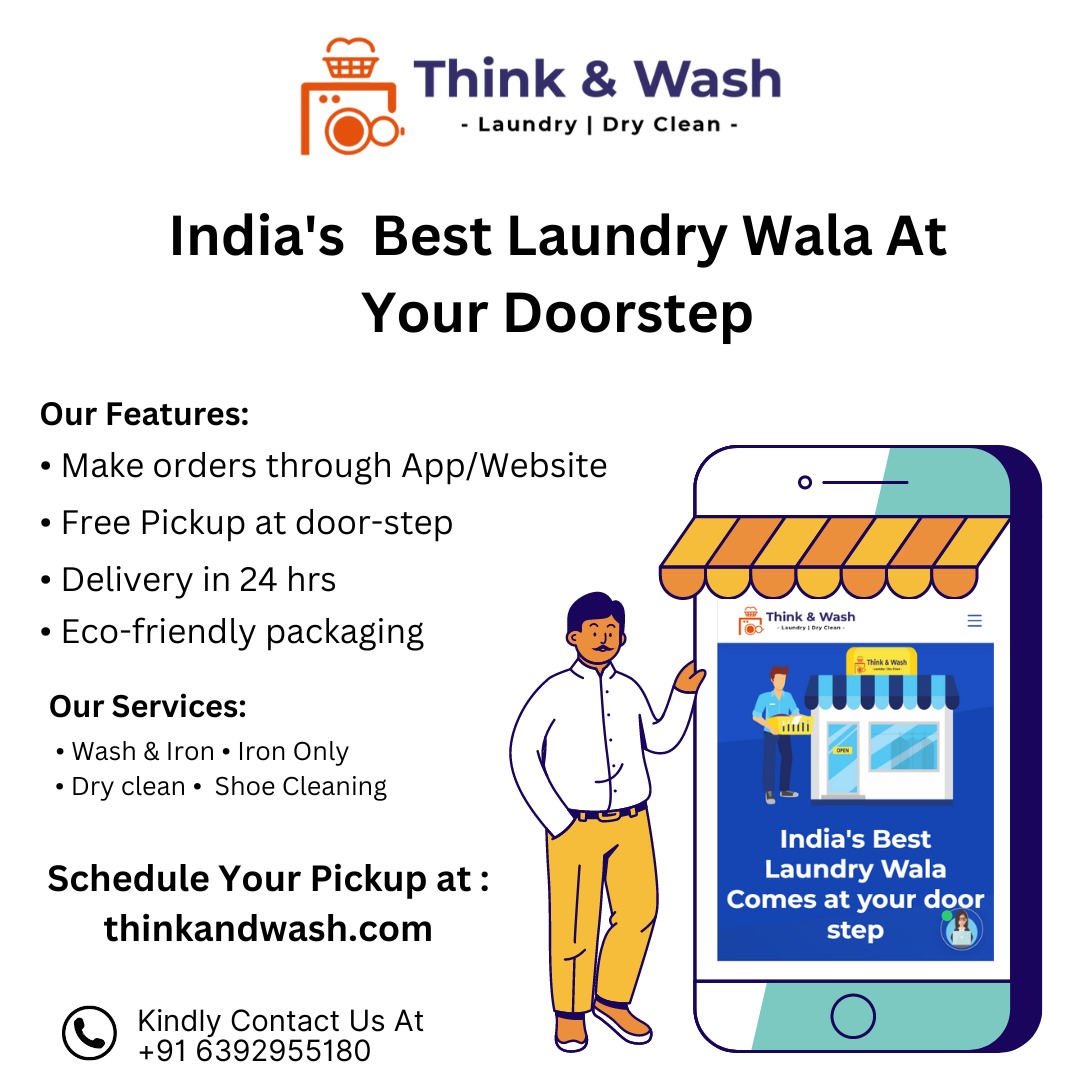 Think & Wash
- Laundry | Dry Clean -
India's Best Laundry Wala At
Your Doorstep
Our Features:
• Make orders through App/Website
• Free Pickup at door-step
• Delivery in 24 hrs
• Eco-friendly packaging
Our Services:
• Wash & Iron • Iron Only
• Dry clean • Shoe Cleaning
Schedule Your Pickup at :
thinkandwash.com
Kindly Contact Us At
+91 6392955180
Think & Wash
- Laundry | Dry Clean -
Think & Wash
OPEN
India's Best
Laundry Wala
Comes at your door
step